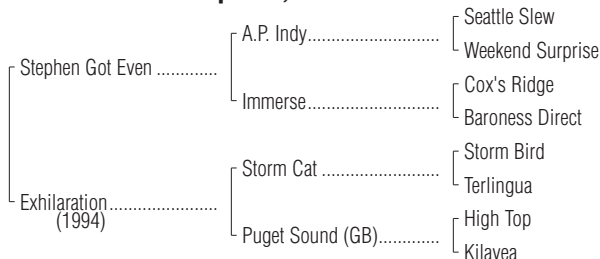 Seattle Slew
A.P. Indy
Weekend Surprise
Stephen Got Even
Cox's Ridge
Immerse
Baroness Direct
Storm Bird
Storm Cat
Terlingua
Exhilaration
(1994)
High Top
Puget Sound (GB)
Kilavea